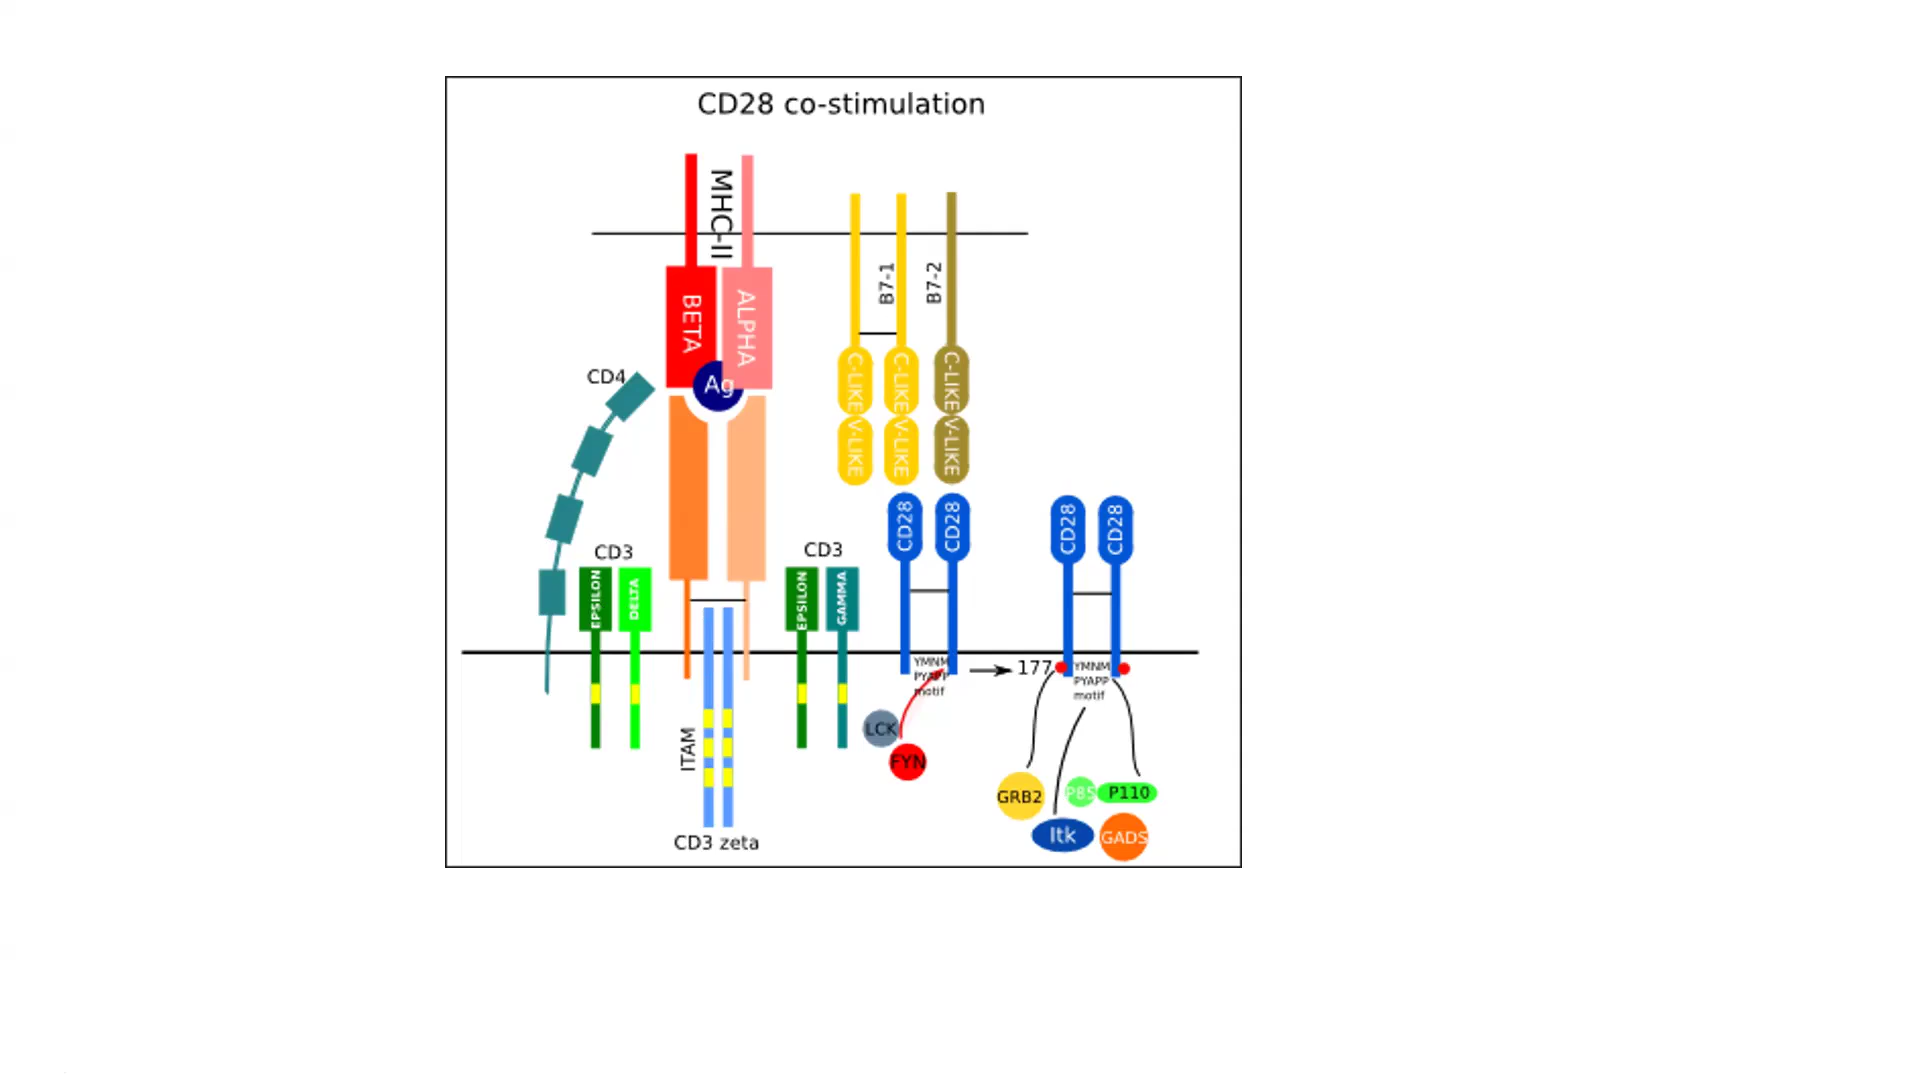 CD28 co-stimulation
MHC-II
BETA
ALPHA
Ag
B7-1
B7-2
C-LIKE
V-LIKE
C-LIKE
V-LIKE
C-LIKE
V-LIKE
CD4
CD3
EPSILON
DELTA
CD3
EPSILON
GAMMA
CD28
CD28
CD28
CD28
YMNM
PYAPP
motif
177
YMNM
PYAPP
motif
LCK
FYN
ITAM
CD3 zeta
GRB2
P85
P110
Itk
GADS